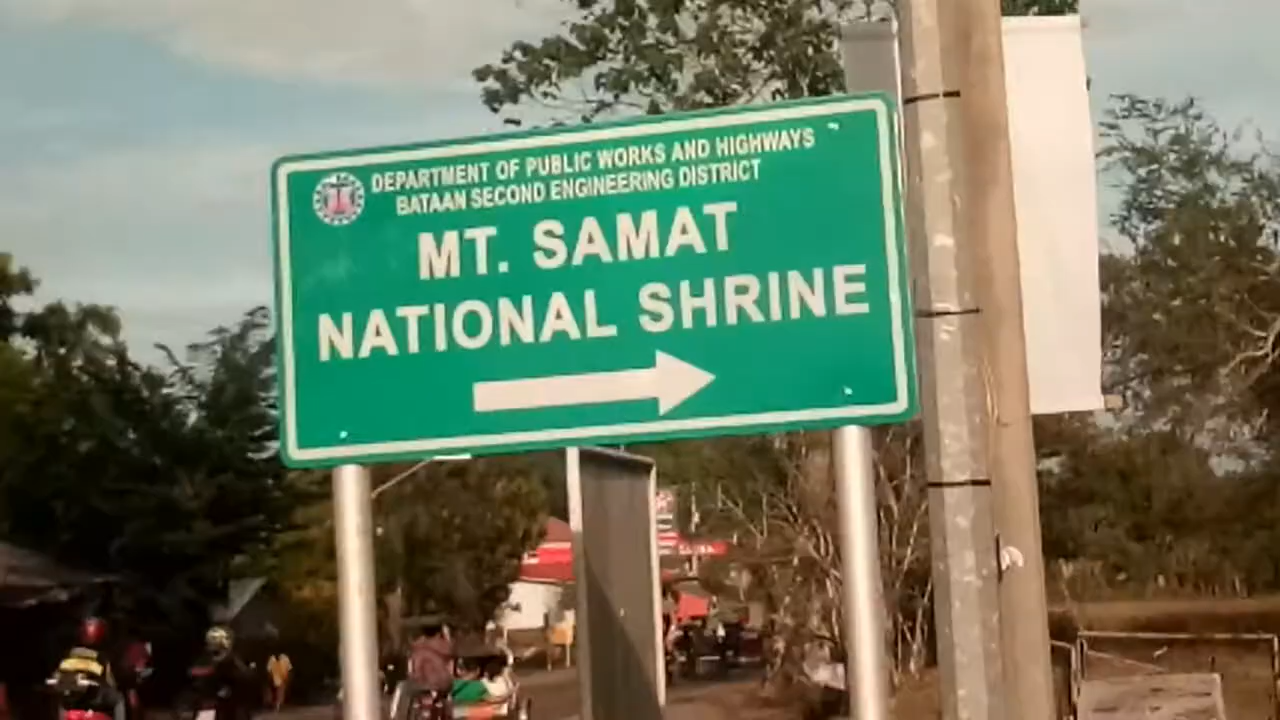 DEPARTMENT OF PUBLIC WORKS AND HIGHWAYS
BATAAN SECOND ENGINEERING DISTRICT
MT. SAMAT
NATIONAL SHRINE